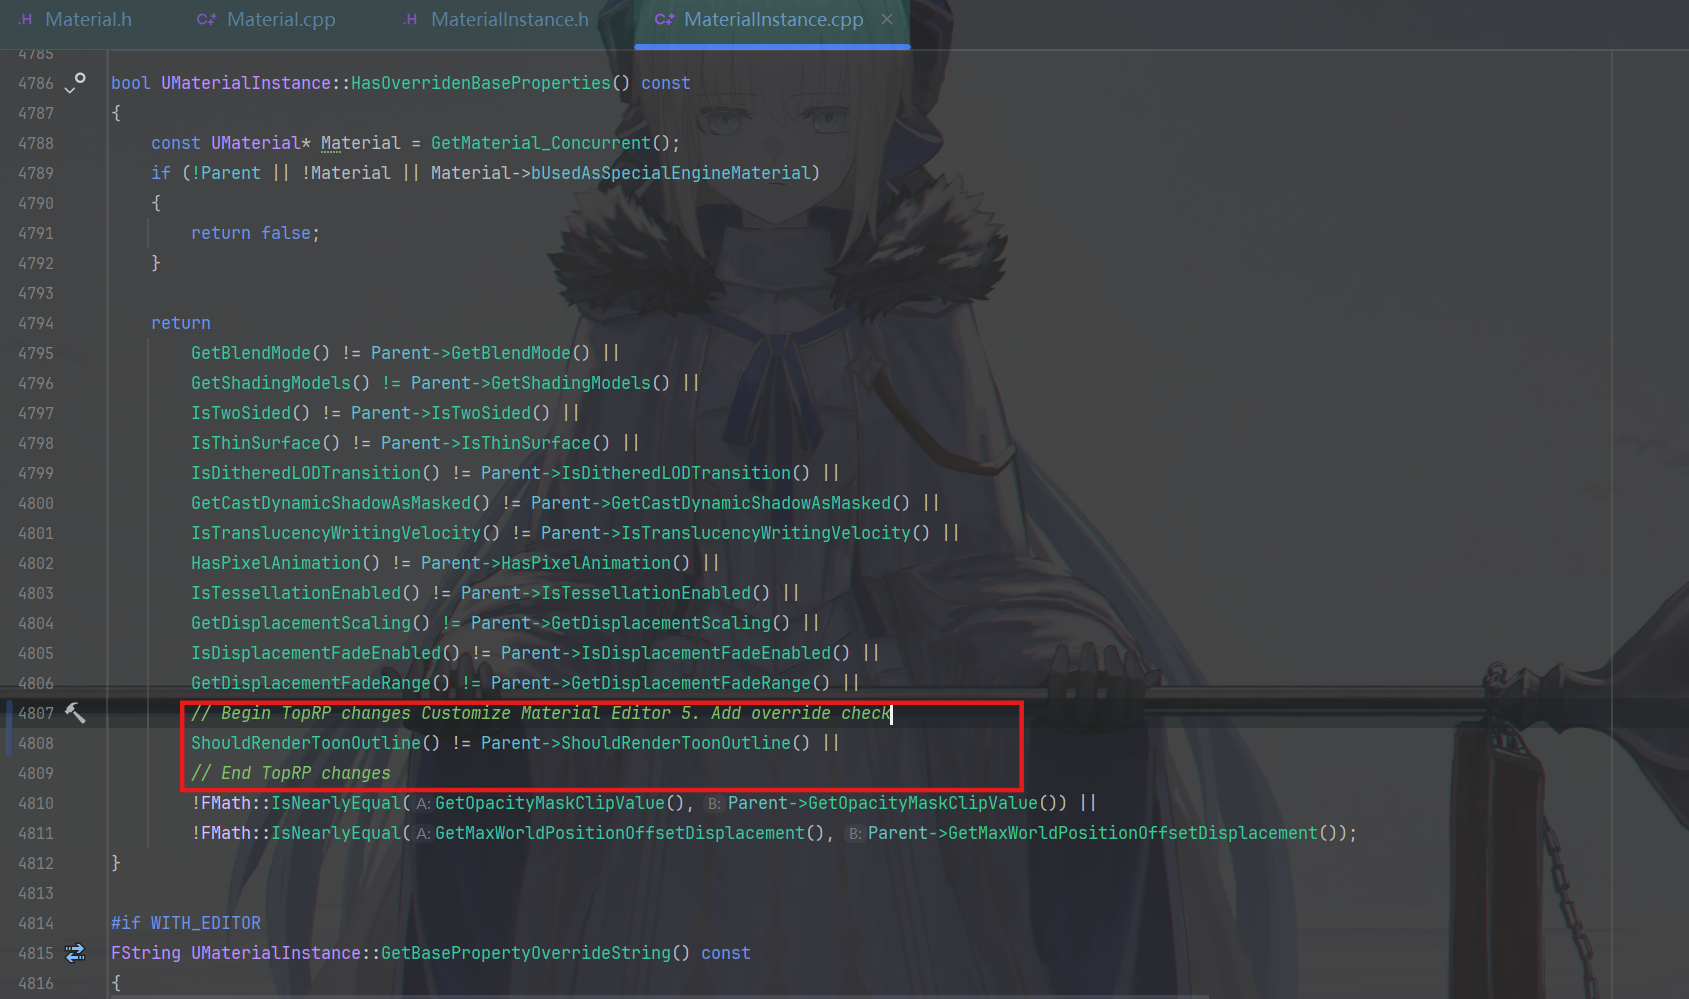 .H Material.h C++ Material.cpp .H MaterialInstance.h C++ MaterialInstance.cpp ×
4785
4786 bool UMaterialInstance::HasOverridenBaseProperties() const
4787 {
4788 const UMaterial* Material = GetMaterial_Concurrent();
4789 if (!Parent || !Material || Material->bUsedAsSpecialEngineMaterial)
4790 {
4791 return false;
4792 }
4793
4794 return
4795 GetBlendMode() != Parent->GetBlendMode() ||
4796 GetShadingModels() != Parent->GetShadingModels() ||
4797 IsTwoSided() != Parent->IsTwoSided() ||
4798 IsThinSurface() != Parent->IsThinSurface() ||
4799 IsDitheredLODTransition() != Parent->IsDitheredLODTransition() ||
4800 GetCastDynamicShadowAsMasked() != Parent->GetCastDynamicShadowAsMasked() ||
4801 IsTranslucencyWritingVelocity() != Parent->IsTranslucencyWritingVelocity() ||
4802 HasPixelAnimation() != Parent->HasPixelAnimation() ||
4803 IsTessellationEnabled() != Parent->IsTessellationEnabled() ||
4804 GetDisplacementScaling() != Parent->GetDisplacementScaling() ||
4805 IsDisplacementFadeEnabled() != Parent->IsDisplacementFadeEnabled() ||
4806 GetDisplacementFadeRange() != Parent->GetDisplacementFadeRange() ||
4807 // Begin TopRP changes Customize Material Editor 5. Add override check
4808 ShouldRenderToonOutline() != Parent->ShouldRenderToonOutline() ||
4809 // End TopRP changes
4810 !FMath::IsNearlyEqual( A: GetOpacityMaskClipValue(), B: Parent->GetOpacityMaskClipValue()) ||
4811 !FMath::IsNearlyEqual( A: GetMaxWorldPositionOffsetDisplacement(), B: Parent->GetMaxWorldPositionOffsetDisplacement());
4812 }
4813
4814 #if WITH_EDITOR
4815 FString UMaterialInstance::GetBasePropertyOverrideString() const
4816 {